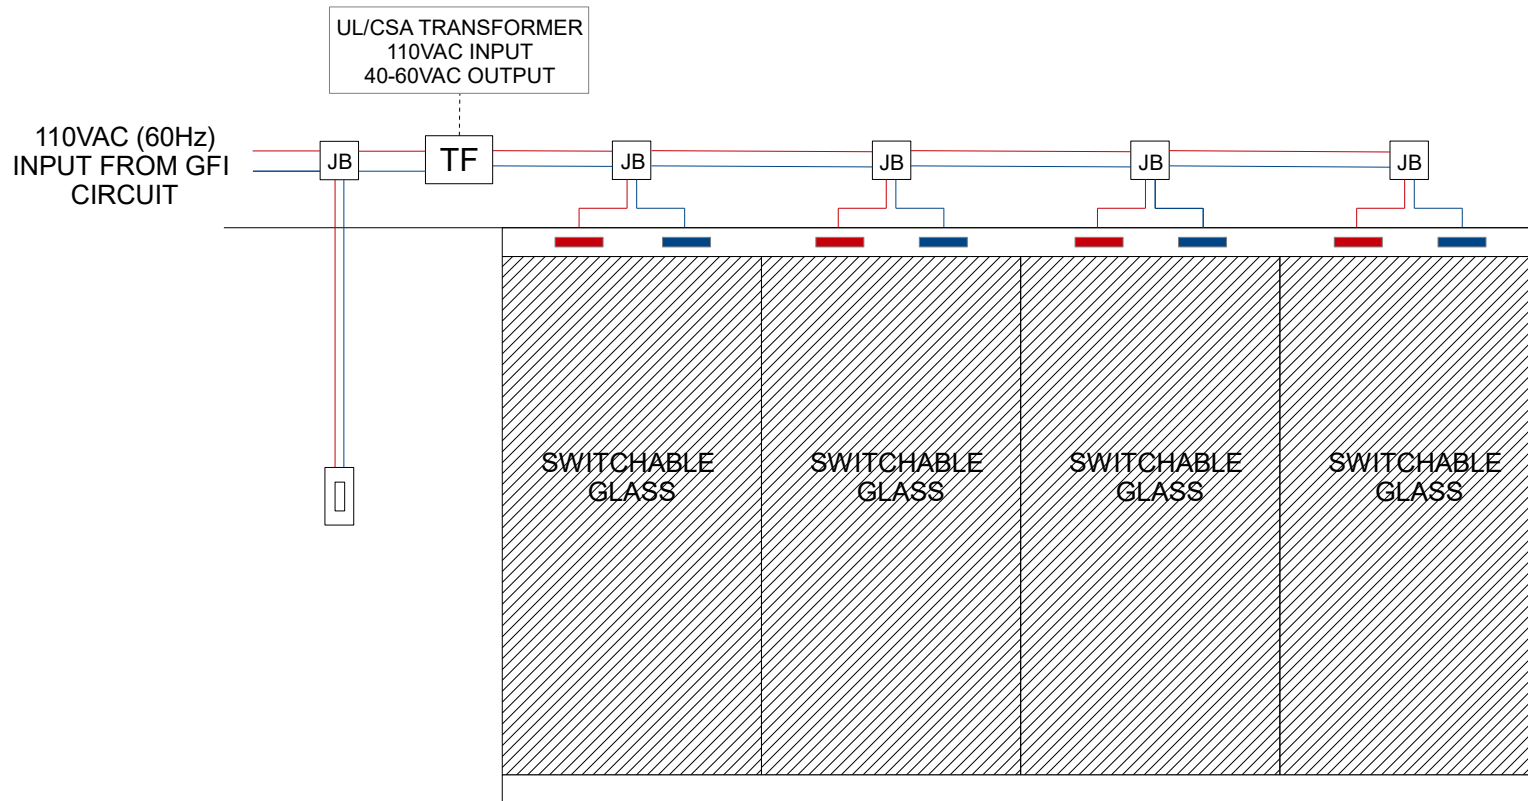 UL/CSA TRANSFORMER
110VAC INPUT
40-60VAC OUTPUT
110VAC (60Hz)
INPUT FROM GFI
CIRCUIT
JB
TF
JB
JB
JB
JB
SWITCHABLE
GLASS
SWITCHABLE
GLASS
SWITCHABLE
GLASS
SWITCHABLE
GLASS